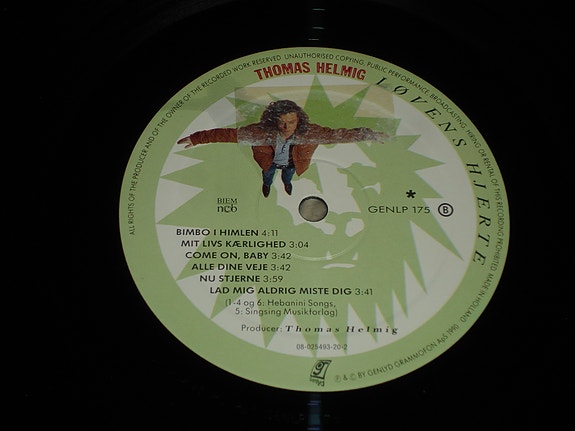 ALL RIGHTS OF THE PRODUCER AND OF THE OWNER OF THE RECORDED WORK RESERVED. UNAUTHORISED COPYING, PUBLIC PERFORMANCE, BROADCASTING, HIRING OR RENTAL OF THIS RECORDING PROHIBITED. MADE IN HOLLAND.
THOMAS HELMIG
LØVENS HJERTE
BIEM
ncb
*
GENLP 175 B
BIMBO I HIMLEN 4:11
MIT LIVS KÆRLIGHED 3:04
COME ON, BABY 3:42
ALLE DINE VEJE 3:42
NU STJERNE 3:59
LAD MIG ALDRIG MISTE DIG 3:41
(1-4 og 6: Hebanini Songs,
5: Singsing Musikforlag)
Producer: Thomas Helmig
08-025493-20-2
℗ & © BY GENLYD GRAMMOFON ApS 1990